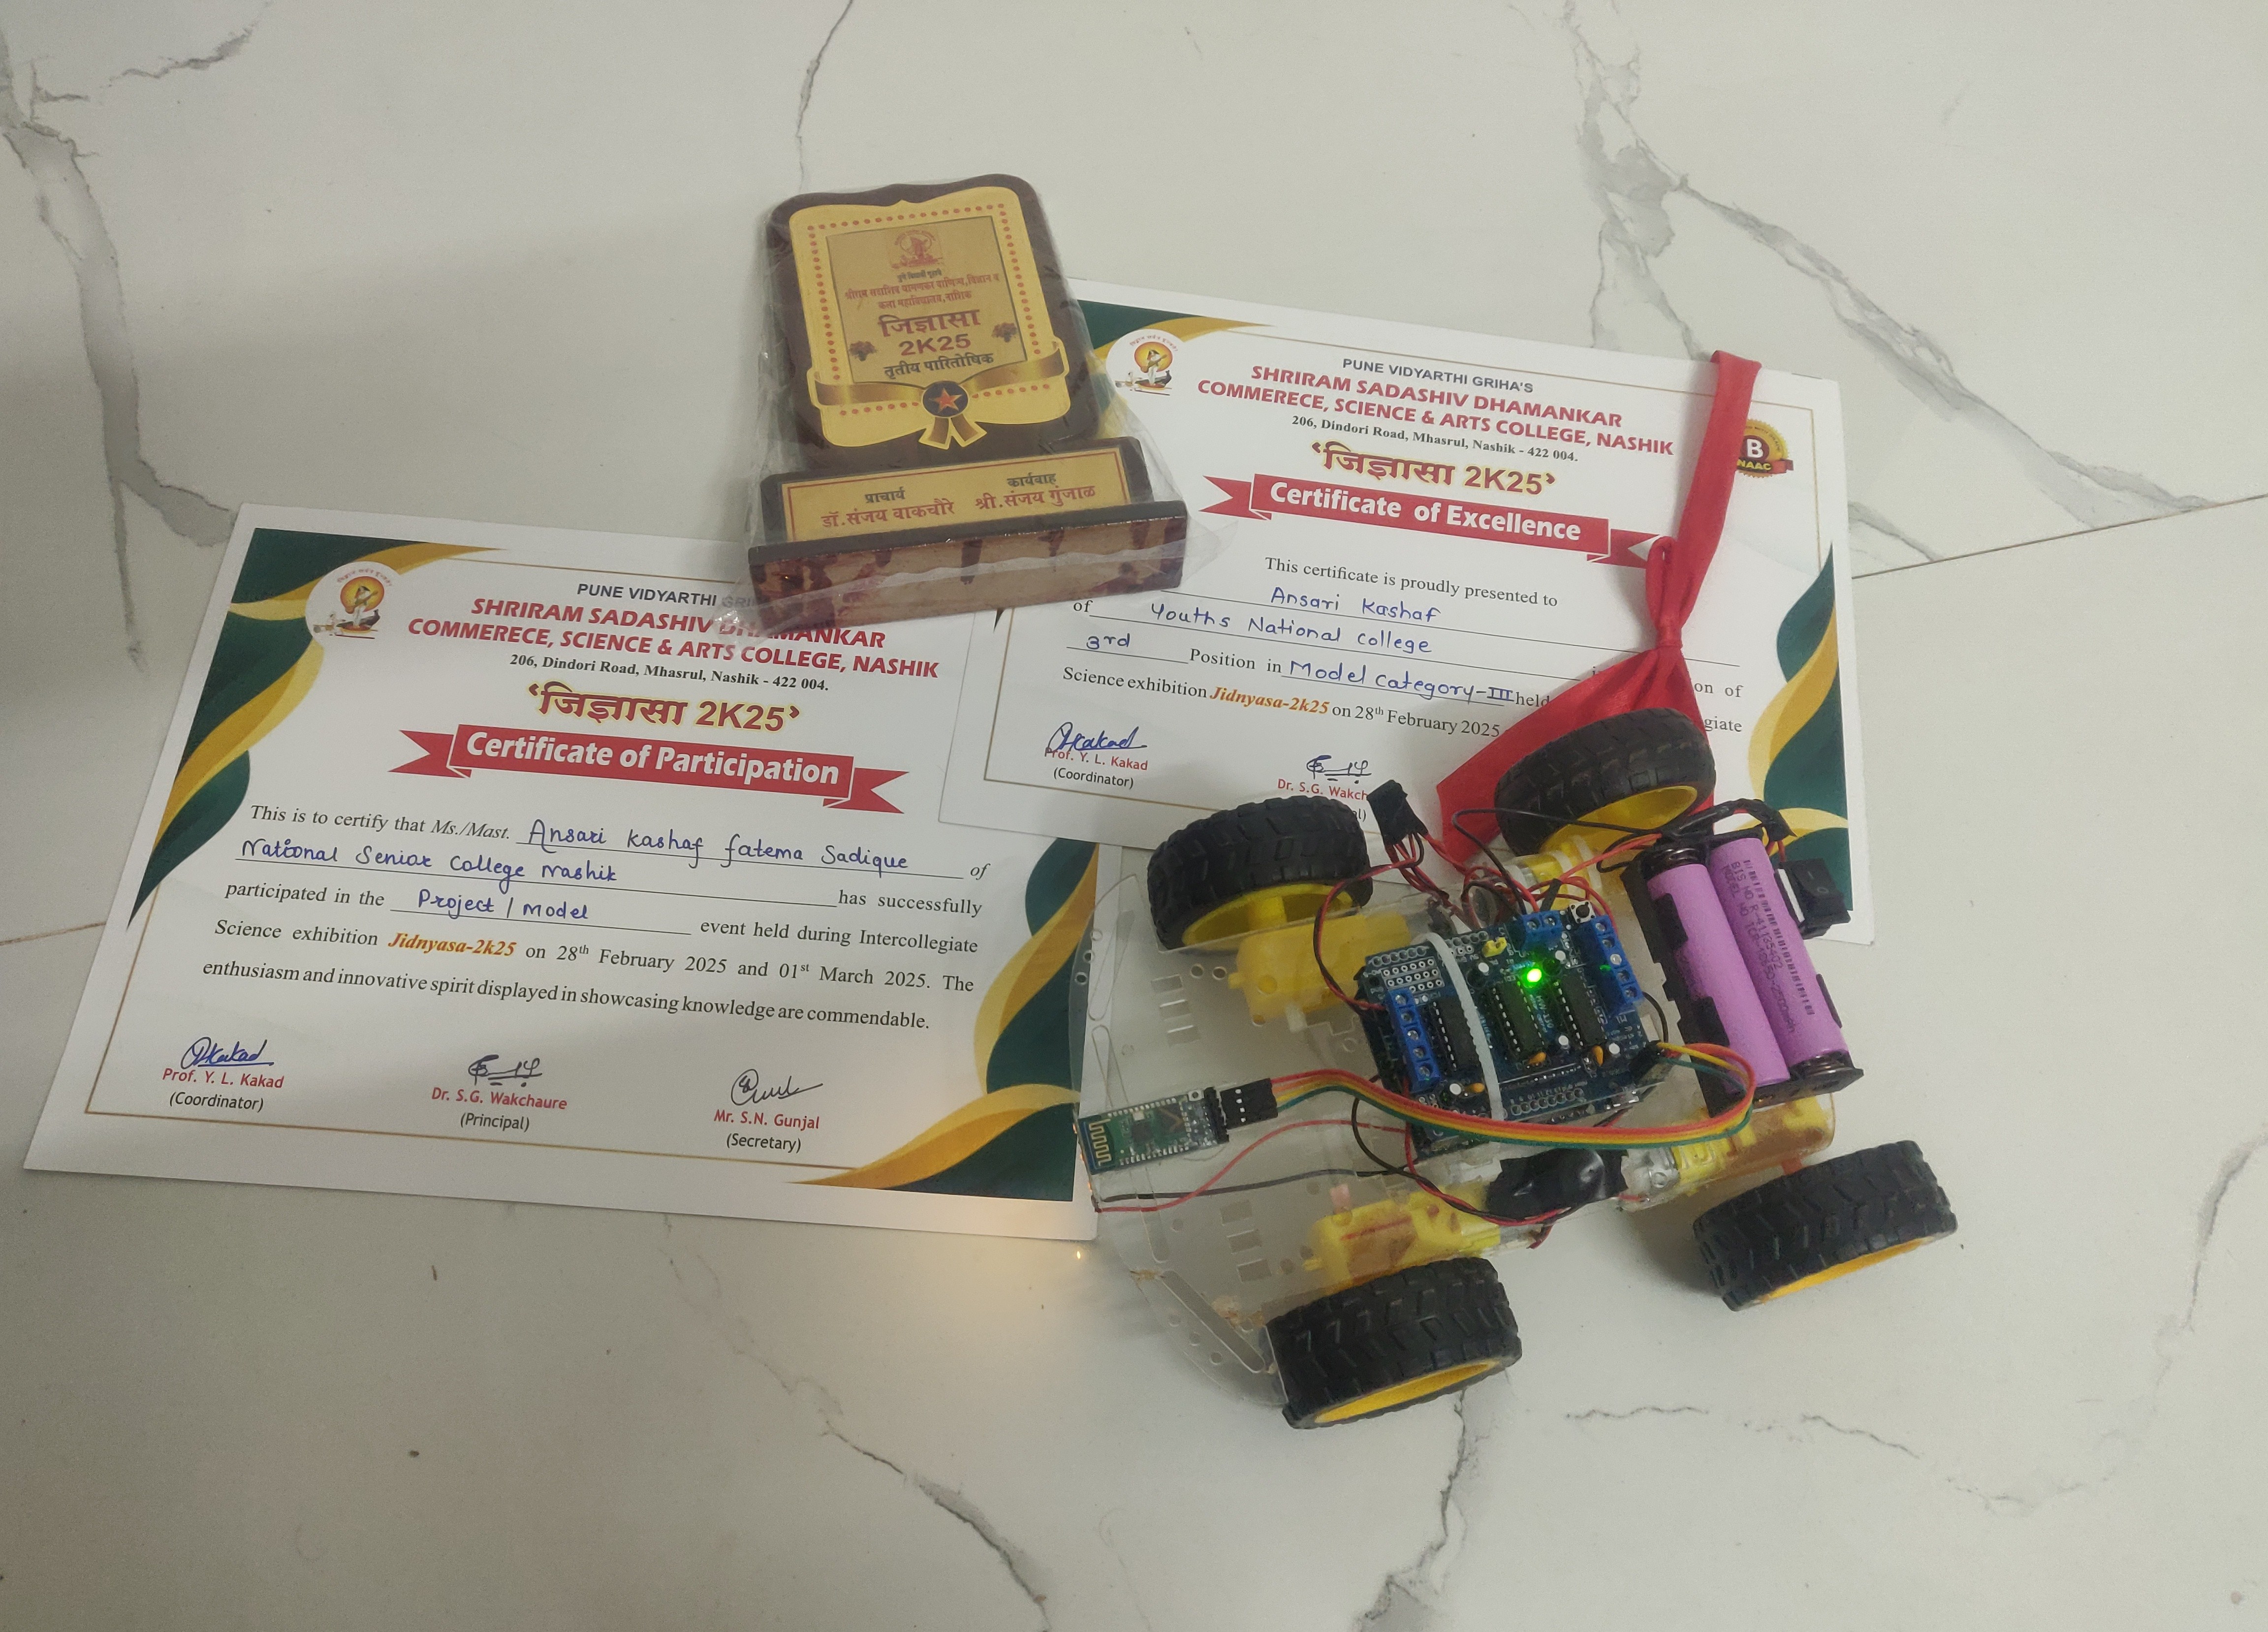 पुणे विद्यार्थी गृहाचे
श्रीराम सदाशिव धामणकर वाणिज्य, विज्ञान व
कला महाविद्यालय, नाशिक
जिज्ञासा
2K25
तृतीय पारितोषिक
प्राचार्य
डॉ. संजय वाकचौरे
कार्यवाह
श्री. संजय गुंजाळ
PUNE VIDYARTHI GRIHA'S
SHRIRAM SADASHIV DHAMANKAR
COMMERECE, SCIENCE & ARTS COLLEGE, NASHIK
206, Dindori Road, Mhasrul, Nashik - 422 004.
‘जिज्ञासा 2K25’
B
NAAC
Certificate of Excellence
This certificate is proudly presented to
Ansari Kashaf
of Youths National college
3rd Position in Model Category-III held
on of
Science exhibition Jidnyasa-2k25 on 28th February 2025
giate
Prof. Y. L. Kakad
(Coordinator)
Dr. S.G. Wakch
al)
PUNE VIDYARTHI GRI
SHRIRAM SADASHIV DHAMANKAR
COMMERECE, SCIENCE & ARTS COLLEGE, NASHIK
206, Dindori Road, Mhasrul, Nashik - 422 004.
‘जिज्ञासा 2K25’
Certificate of Participation
This is to certify that Ms./Mast. Ansari Kashaf fatema Sadique
National Senior College Nashik of
has successfully
participated in the Project / model event held during Intercollegiate
Science exhibition Jidnyasa-2k25 on 28th February 2025 and 01st March 2025. The
enthusiasm and innovative spirit displayed in showcasing knowledge are commendable.
Prof. Y. L. Kakad
(Coordinator)
Dr. S.G. Wakchaure
(Principal)
Mr. S.N. Gunjal
(Secretary)